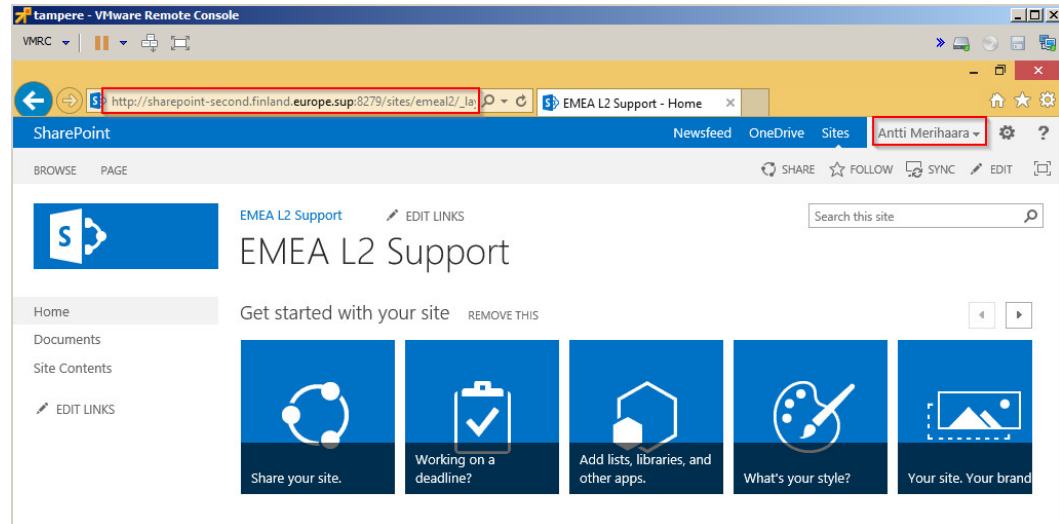 tampere - VMware Remote Console
VMRC
http://sharepoint-second.finland.europe.sup:8279/sites/emeal2/_la
EMEA L2 Support - Home
SharePoint
Newsfeed OneDrive Sites Antti Merihaara ?
BROWSE PAGE SHARE FOLLOW SYNC EDIT
EMEA L2 Support EDIT LINKS Search this site
S
EMEA L2 Support
Home
Documents
Site Contents
EDIT LINKS
Get started with your site REMOVE THIS
Share your site.
Working on a
deadline?
Add lists, libraries, and
other apps.
What's your style?
Your site. Your brand